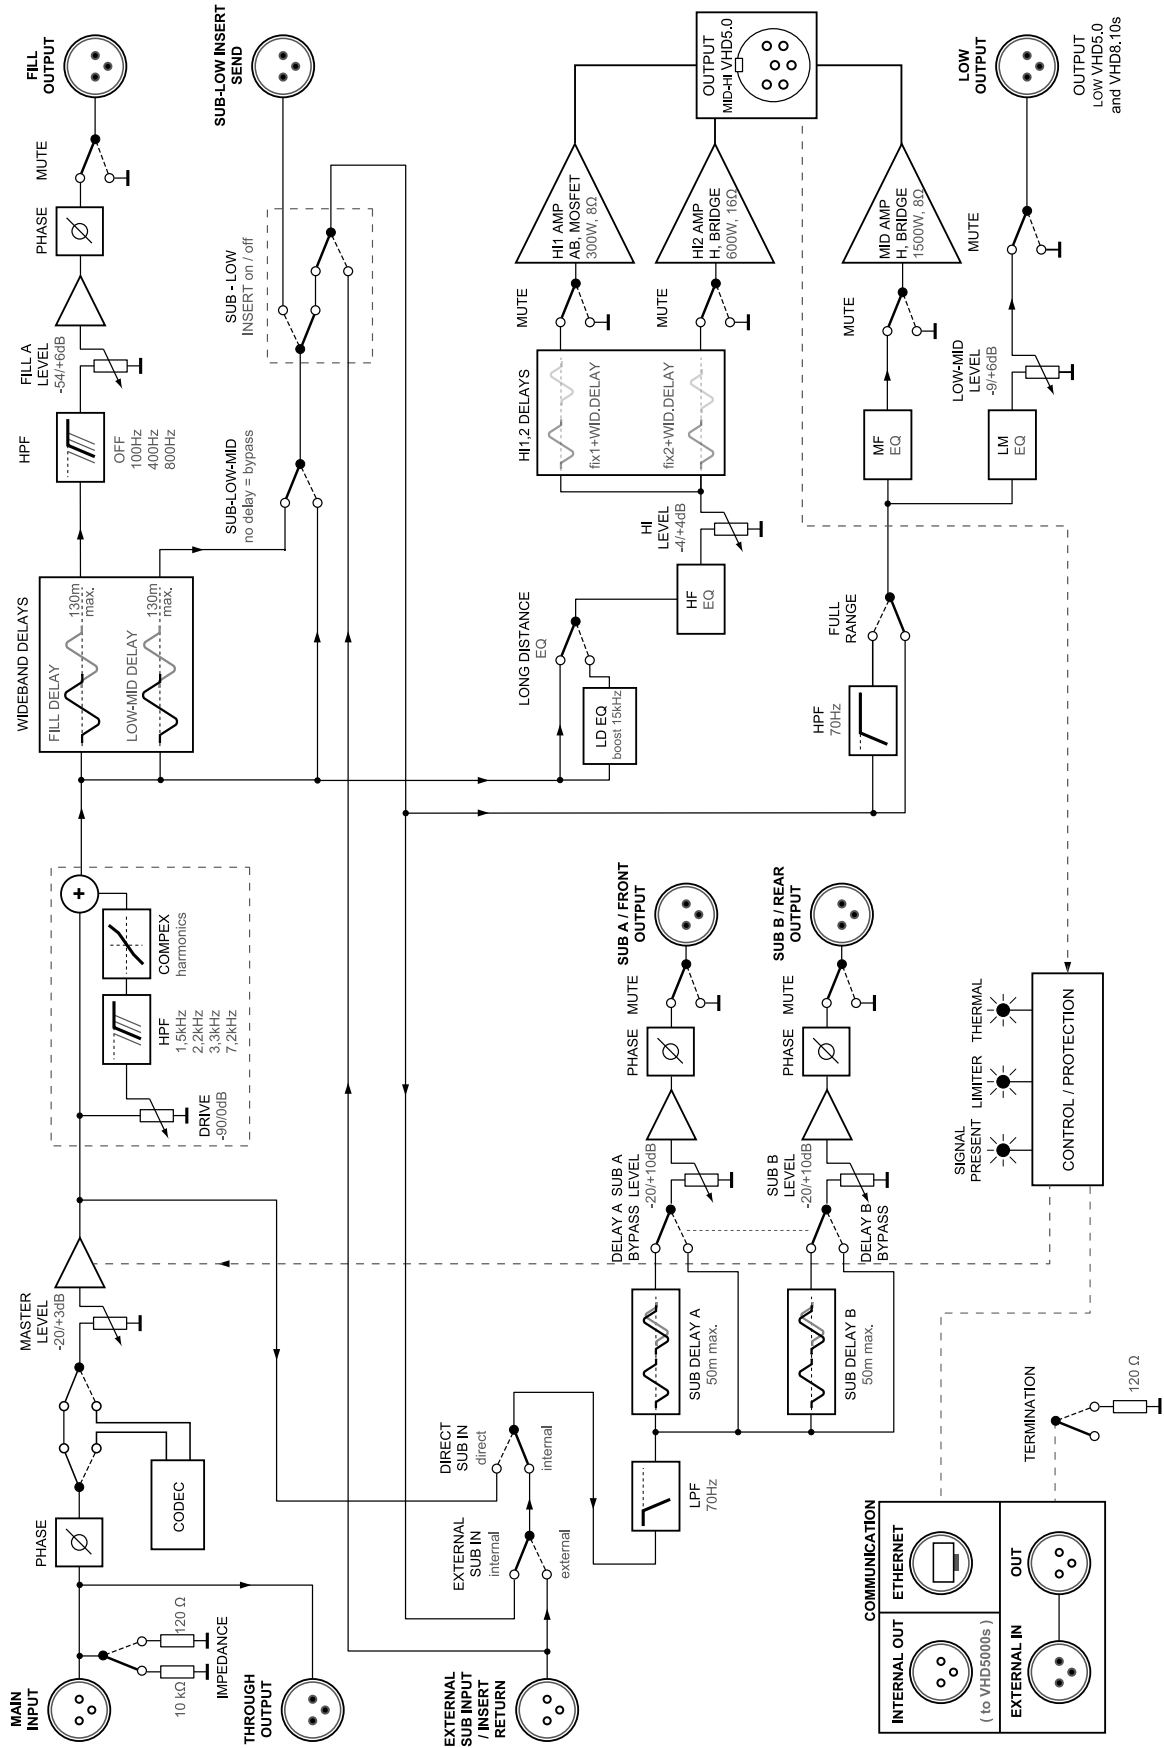 MAIN
INPUT
10 kΩ
120 Ω
IMPEDANCE
THROUGH
OUTPUT
PHASE
CODEC
MASTER
LEVEL
-20/+3dB
DRIVE
-90/0dB
HPF
1,5kHz
2,2kHz
3,3kHz
7,2kHz
COMPEX
harmonics
+
WIDEBAND DELAYS
FILL DELAY
130m
max.
LOW-MID DELAY
130m
max.
HPF
OFF
100Hz
400Hz
800Hz
FILL A
LEVEL
-54/+6dB
PHASE
MUTE
FILL
OUTPUT
SUB-LOW-MID
no delay = bypass
SUB - LOW
INSERT on / off
SUB-LOW INSERT
SEND
EXTERNAL
SUB INPUT
/ INSERT
RETURN
EXTERNAL
SUB IN
internal
external
DIRECT
SUB IN
direct
internal
LPF
70Hz
SUB DELAY A
50m max.
SUB DELAY B
50m max.
DELAY A
BYPASS
SUB A
LEVEL
-20/+10dB
PHASE
MUTE
SUB A / FRONT
OUTPUT
DELAY B
BYPASS
SUB B
LEVEL
-20/+10dB
PHASE
MUTE
SUB B / REAR
OUTPUT
LONG DISTANCE
EQ
LD EQ
boost 15kHz
HF
EQ
HI
LEVEL
-4/+4dB
HI1,2 DELAYS
fix1+WID.DELAY
fix2+WID.DELAY
MUTE
MUTE
HI1 AMP
AB, MOSFET
300W, 8Ω
HI2 AMP
H, BRIDGE
600W, 16Ω
OUTPUT
MID-HI VHD5.0
HPF
70Hz
FULL
RANGE
MF
EQ
MUTE
MID AMP
H, BRIDGE
1500W, 8Ω
LM
EQ
LOW-MID
LEVEL
-9/+6dB
MUTE
LOW
OUTPUT
OUTPUT
LOW VHD5.0
and VHD8.10s
SIGNAL
PRESENT
LIMITER
THERMAL
CONTROL / PROTECTION
COMMUNICATION
INTERNAL OUT
( to VHD5000s )
ETHERNET
EXTERNAL IN
OUT
TERMINATION
120 Ω